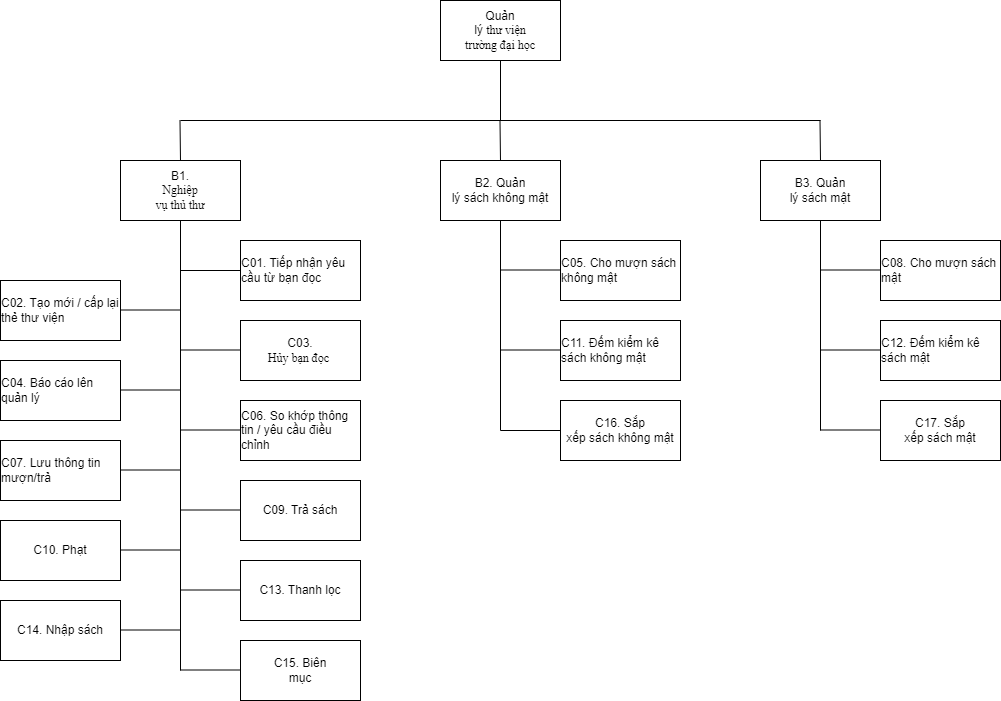 Quản
lý thư viện
trường đại học
B1.
Nghiệp
vụ thủ thư
B2. Quản
lý sách không mật
B3. Quản
lý sách mật
C01. Tiếp nhận yêu
cầu từ bạn đọc
C05. Cho mượn sách
không mật
C08. Cho mượn sách
mật
C02. Tạo mới / cấp lại
thẻ thư viện
C03.
Hủy bạn đọc
C11. Đếm kiểm kê
sách không mật
C12. Đếm kiểm kê
sách mật
C04. Báo cáo lên
quản lý
C06. So khớp thông
tin / yêu cầu điều
chỉnh
C16. Sắp
xếp sách không mật
C17. Sắp
xếp sách mật
C07. Lưu thông tin
mượn/trả
C09. Trả sách
C10. Phạt
C13. Thanh lọc
C14. Nhập sách
C15. Biên
mục